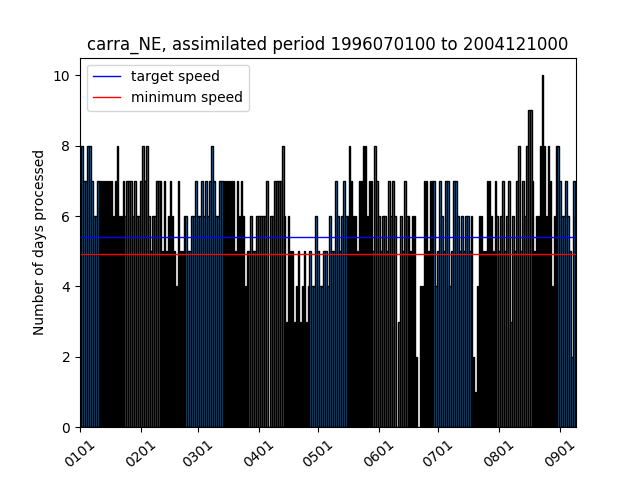 carra_NE, assimilated period 1996070100 to 2004121000
target speed
minimum speed
Number of days processed
10
8
6
4
2
0
0101 0201 0301 0401 0501 0601 0701 0801 0901